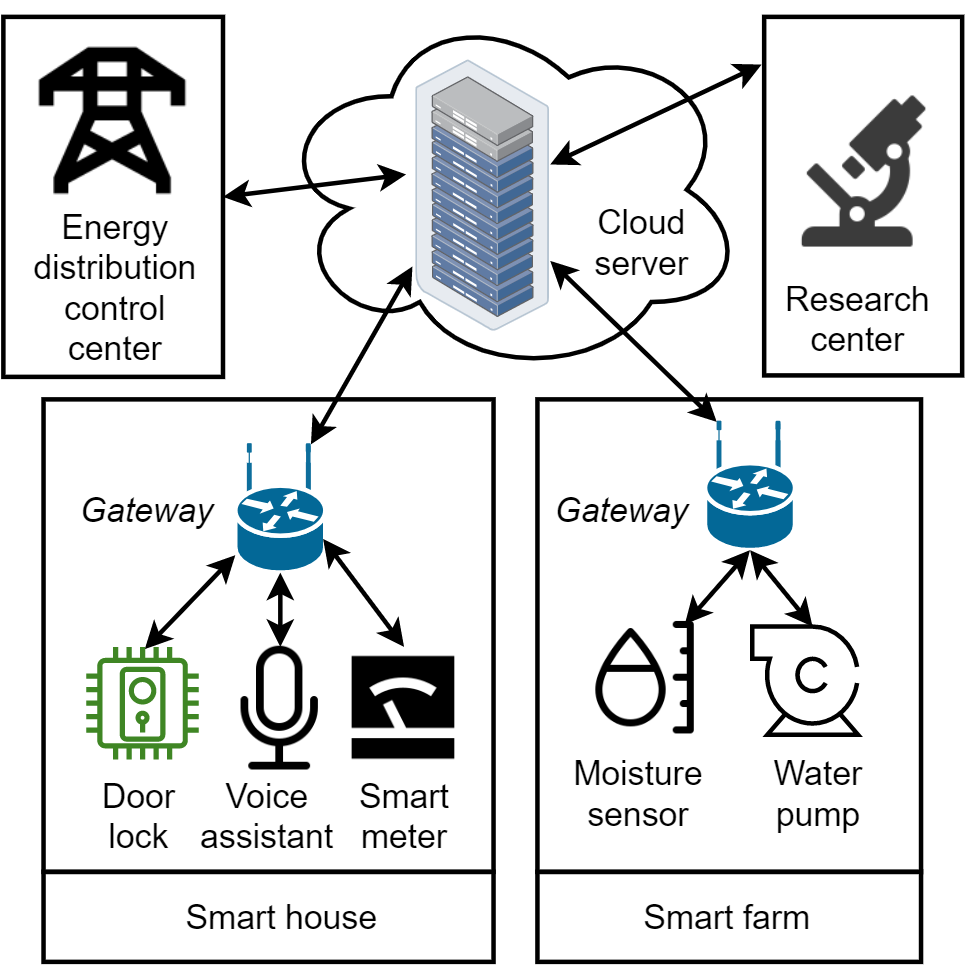 Energy
distribution
control
center
Cloud
server
Research
center
Gateway
Door
lock
Voice
assistant
Smart
meter
Smart house
Gateway
Moisture
sensor
Water
pump
C
Smart farm